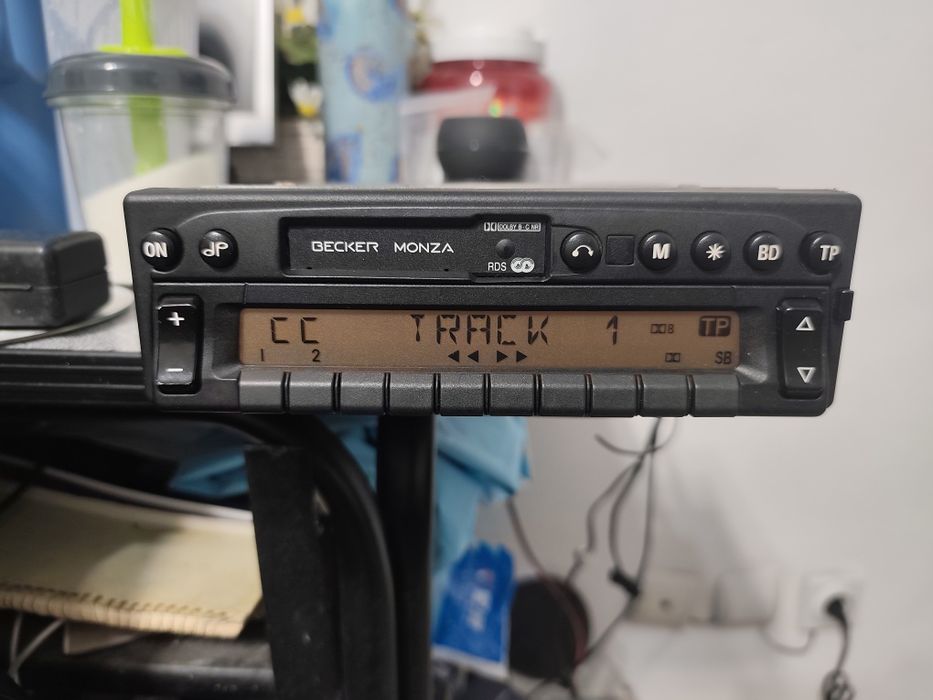 DOLBY B-C NR
ON
BECKER MONZA
M
BD
TP
RDS
+
CC TRACK 1 B TP
1 2 SB
-